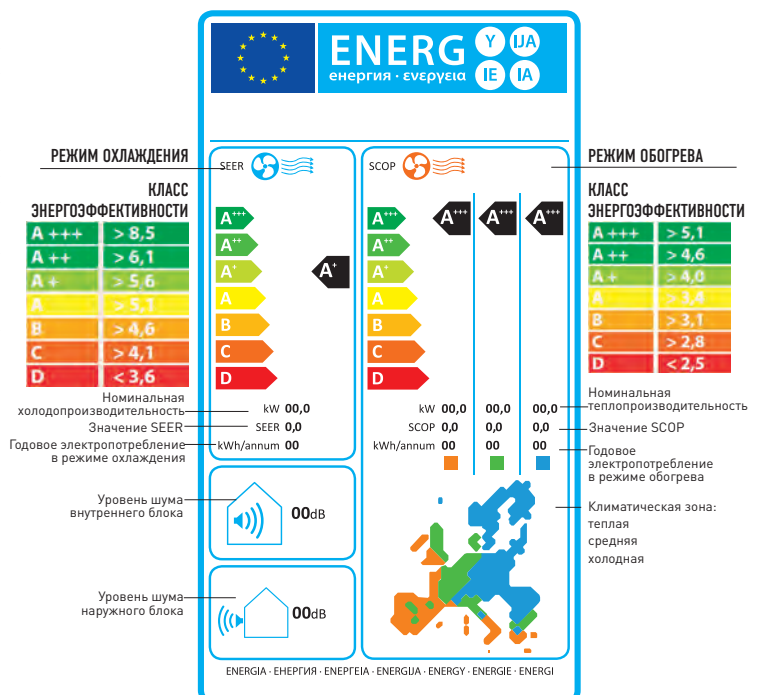 ENERG Y IJA
енергия · ενεργεια IE IA
РЕЖИМ ОХЛАЖДЕНИЯ
SEER
SCOP
РЕЖИМ ОБОГРЕВА
КЛАСС
ЭНЕРГОЭФФЕКТИВНОСТИ
A +++ > 8,5
A ++ > 6,1
A + > 5,6
A > 5,1
B > 4,6
C > 4,1
D < 3,6
A+++
A++
A+
A
B
C
D
A+
A+++
A++
A+
A
B
C
D
A+++ A+++ A+++
КЛАСС
ЭНЕРГОЭФФЕКТИВНОСТИ
A +++ > 5,1
A ++ > 4,6
A + > 4,0
A > 3,4
B > 3,1
C > 2,8
D < 2,5
Номинальная
холодопроизводительность
Значение SEER
Годовое электропотребление
в режиме охлаждения
kW 00,0
SEER 0,0
kWh/annum 00
kW 00,0 00,0 00,0
SCOP 0,0 0,0 0,0
kWh/annum 00 00 00
Номинальная
теплопроизводительность
Значение SCOP
Годовое
электропотребление
в режиме обогрева
Уровень шума
внутреннего блока
00dB
Климатическая зона:
теплая
средняя
холодная
Уровень шума
наружного блока
00dB
ENERGIA · ЕНЕРГИЯ · ΕΝΕΡΓΕΙΑ · ENERGIJA · ENERGY · ENERGIE · ENERGI